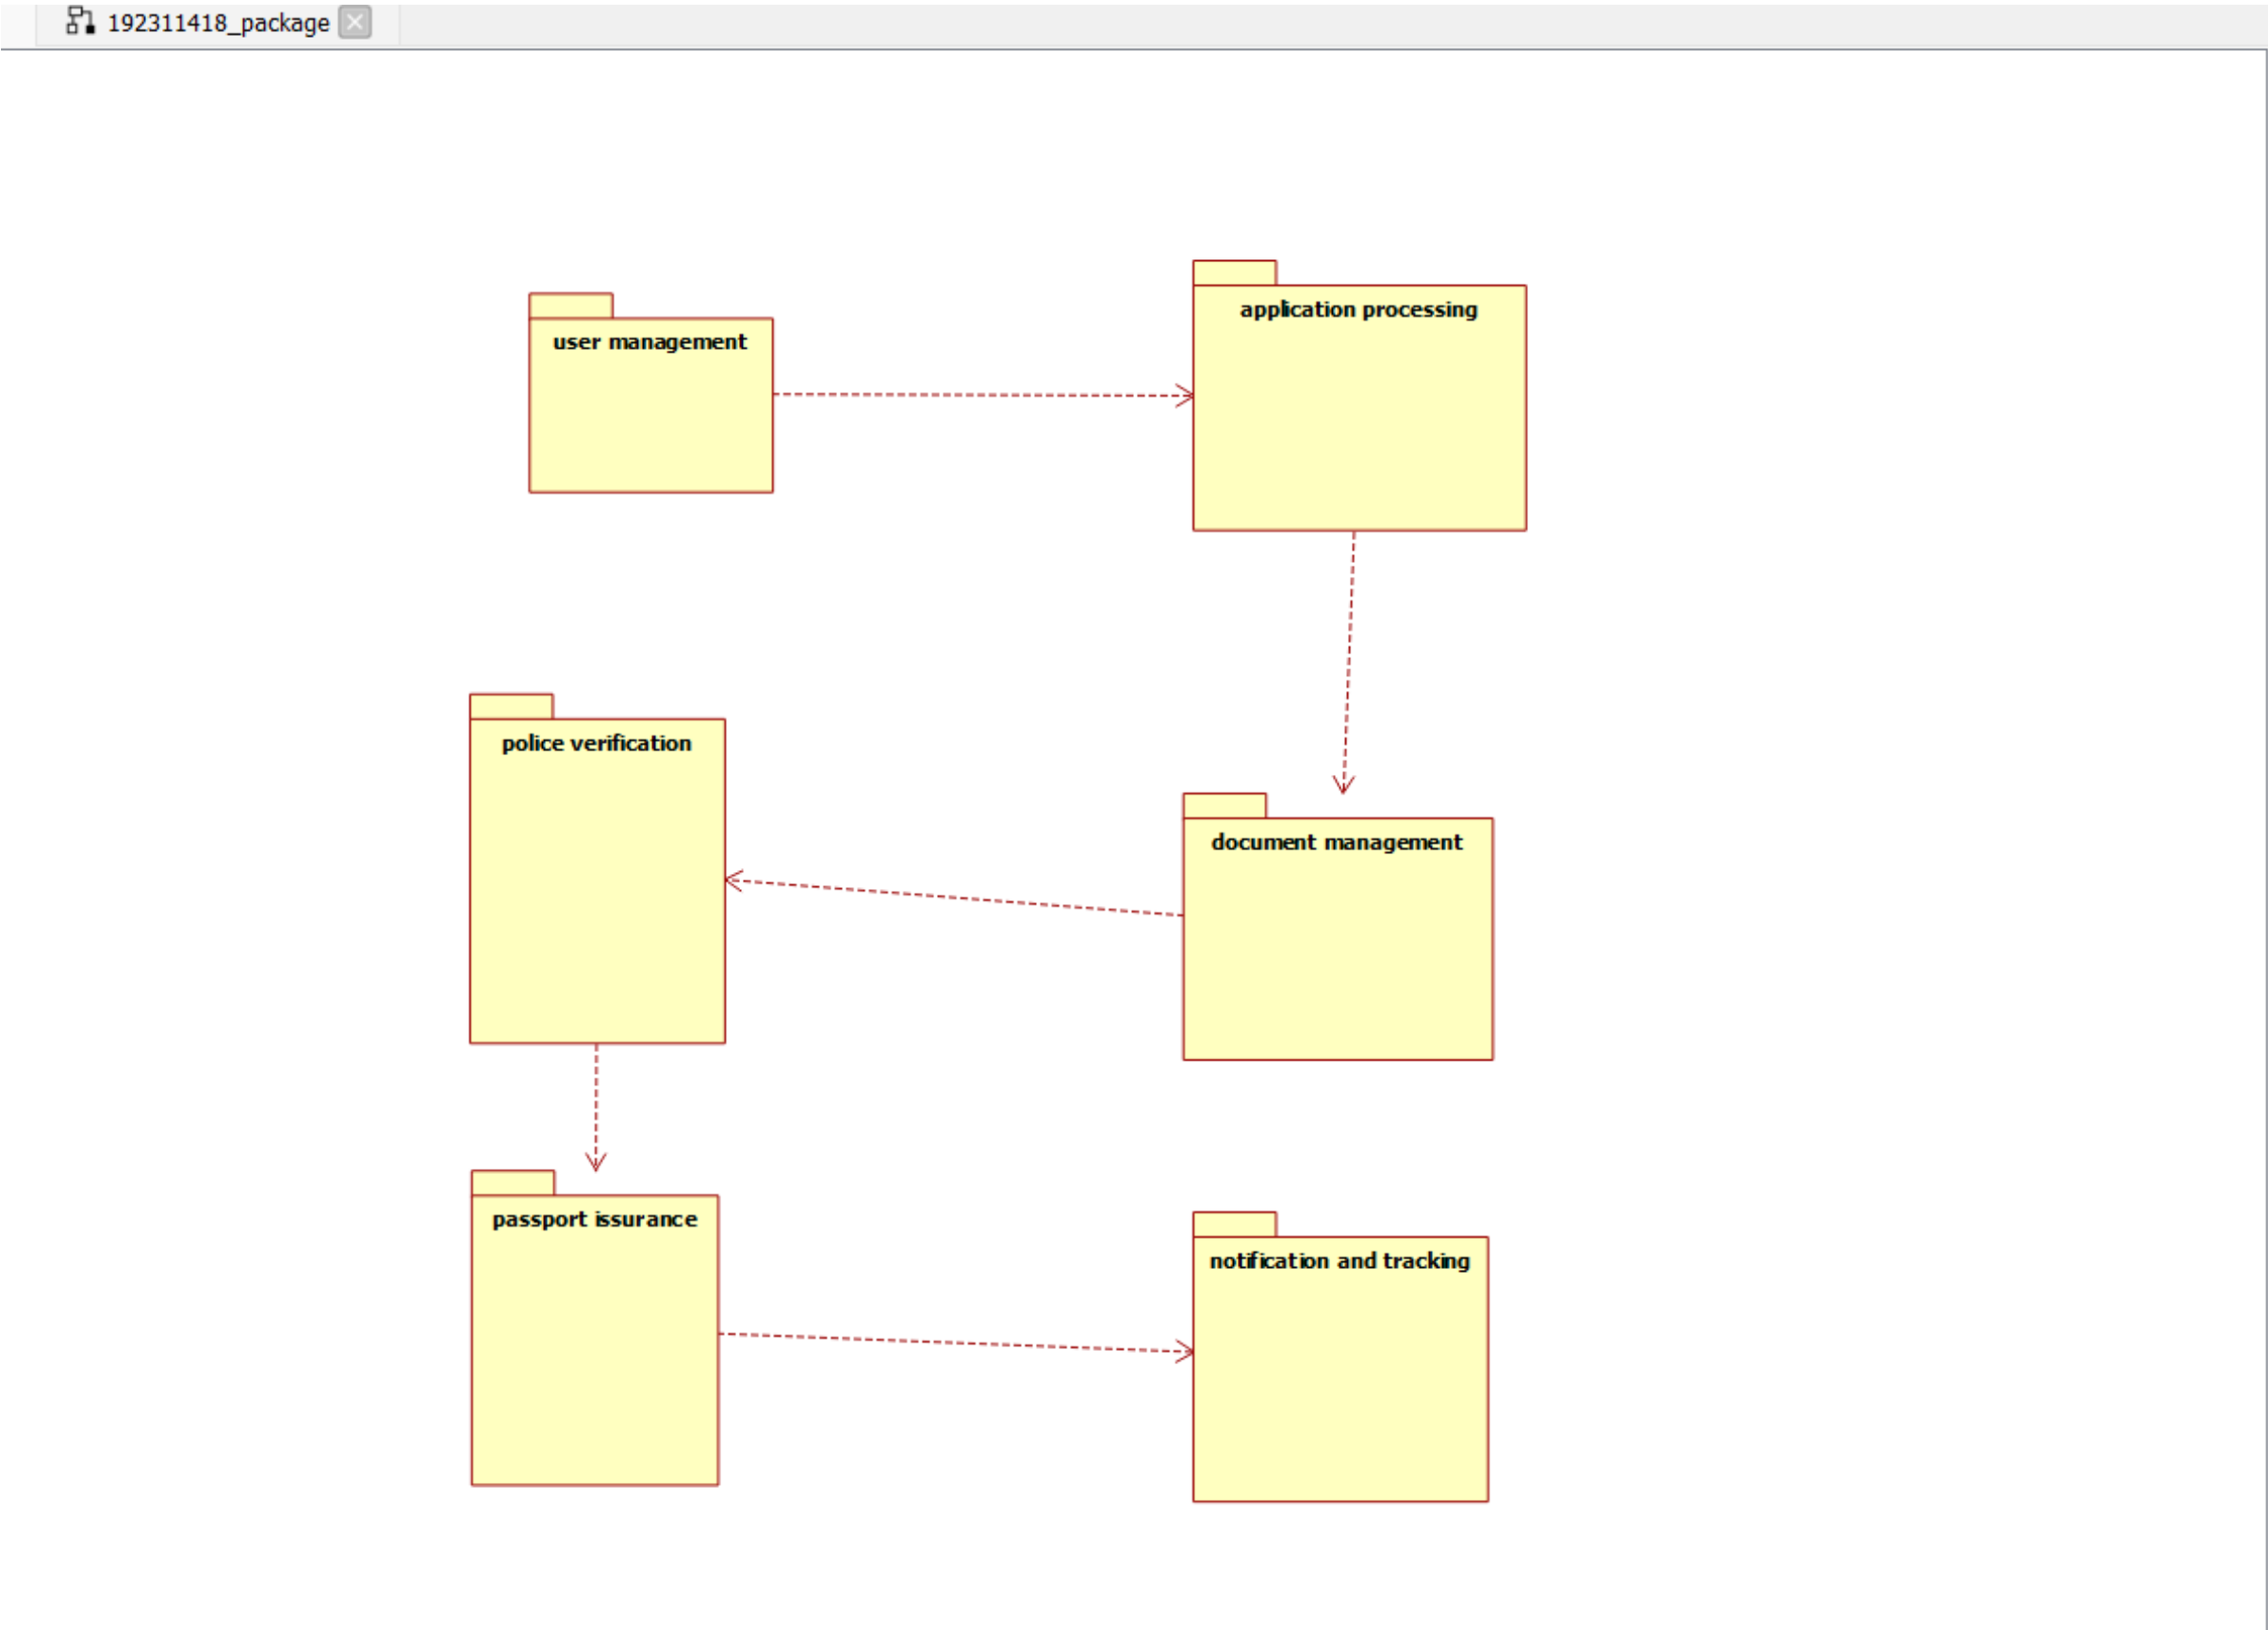 192311418_package
user management
application processing
police verification
document management
passport issurance
notification and tracking